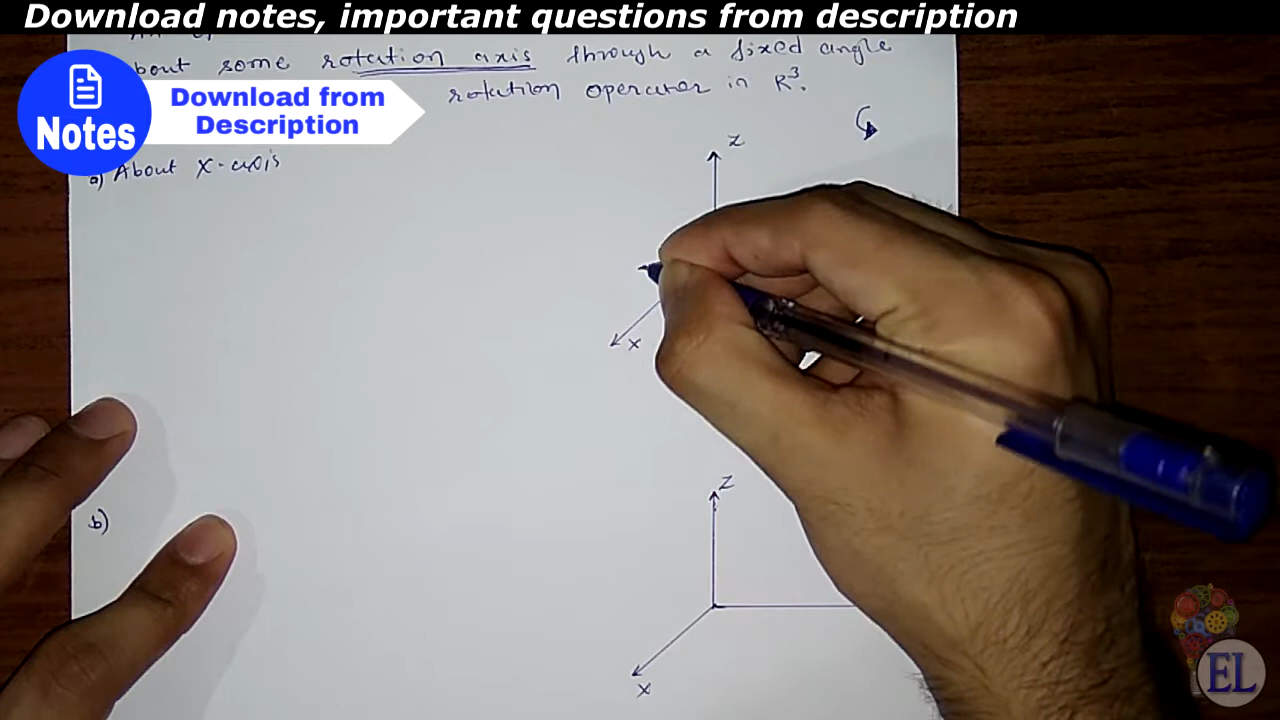 Download notes, important questions from description
about some rotation axis through a fixed angle
rotation operator in R³.
Notes
Download from
Description
a) About X-axis
Z
X
b)
Z
X
EL